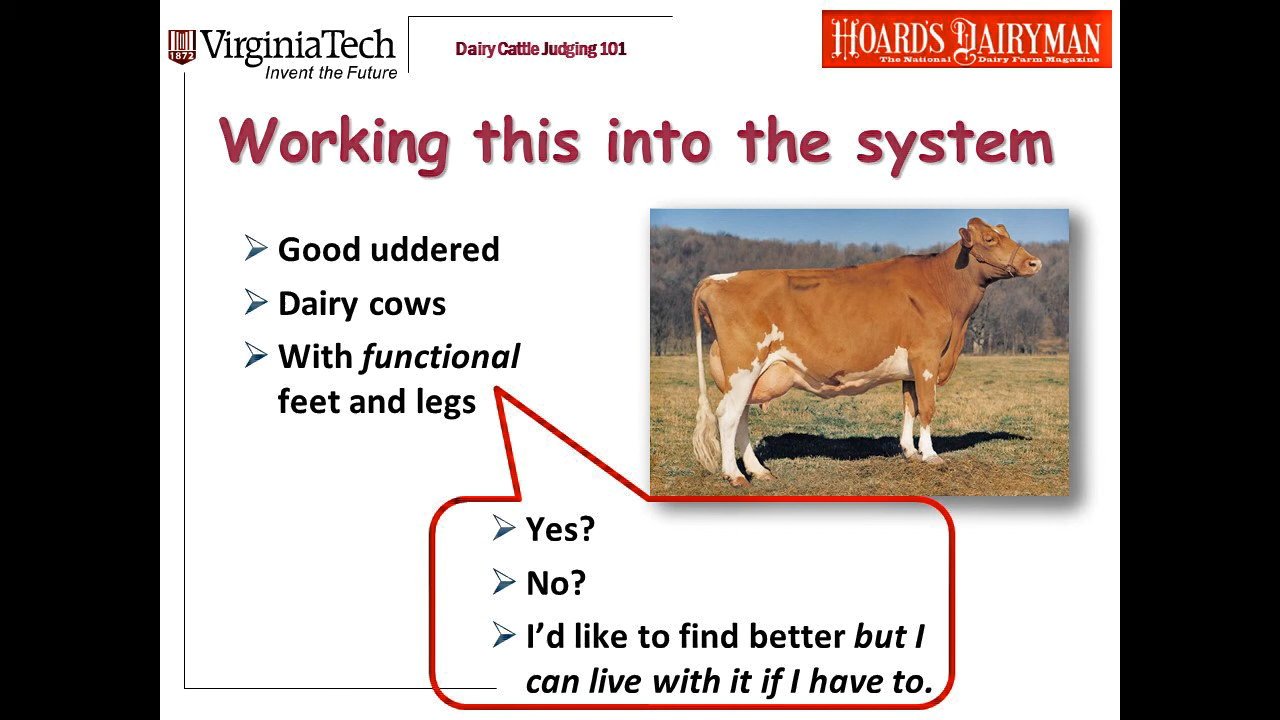 VirginiaTech
1872
Invent the Future
Dairy Cattle Judging 101
HOARD'S DAIRYMAN
The National Dairy Farm Magazine
Working this into the system
Good uddered
Dairy cows
With functional
feet and legs
Yes?
No?
I'd like to find better but I
can live with it if I have to.